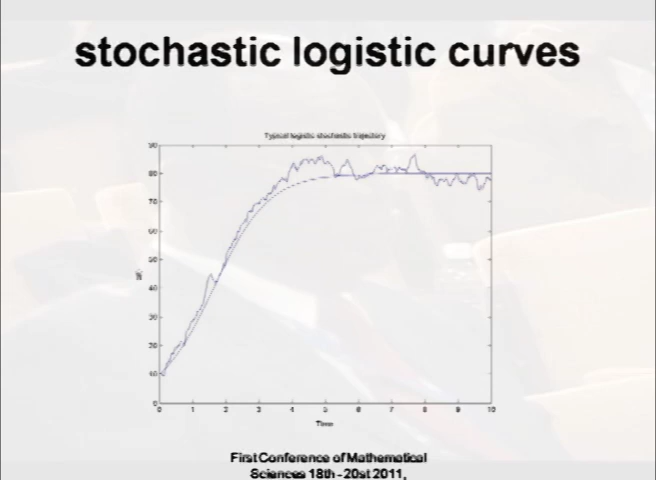 stochastic logistic curves
Typical logistic stochastic trajectory
90
80
70
60
50
40
30
20
10
0
0 1 2 3 4 5 6 7 8 9 10
Time
First Conference of Mathematical
Sciences 18th - 20st 2011,